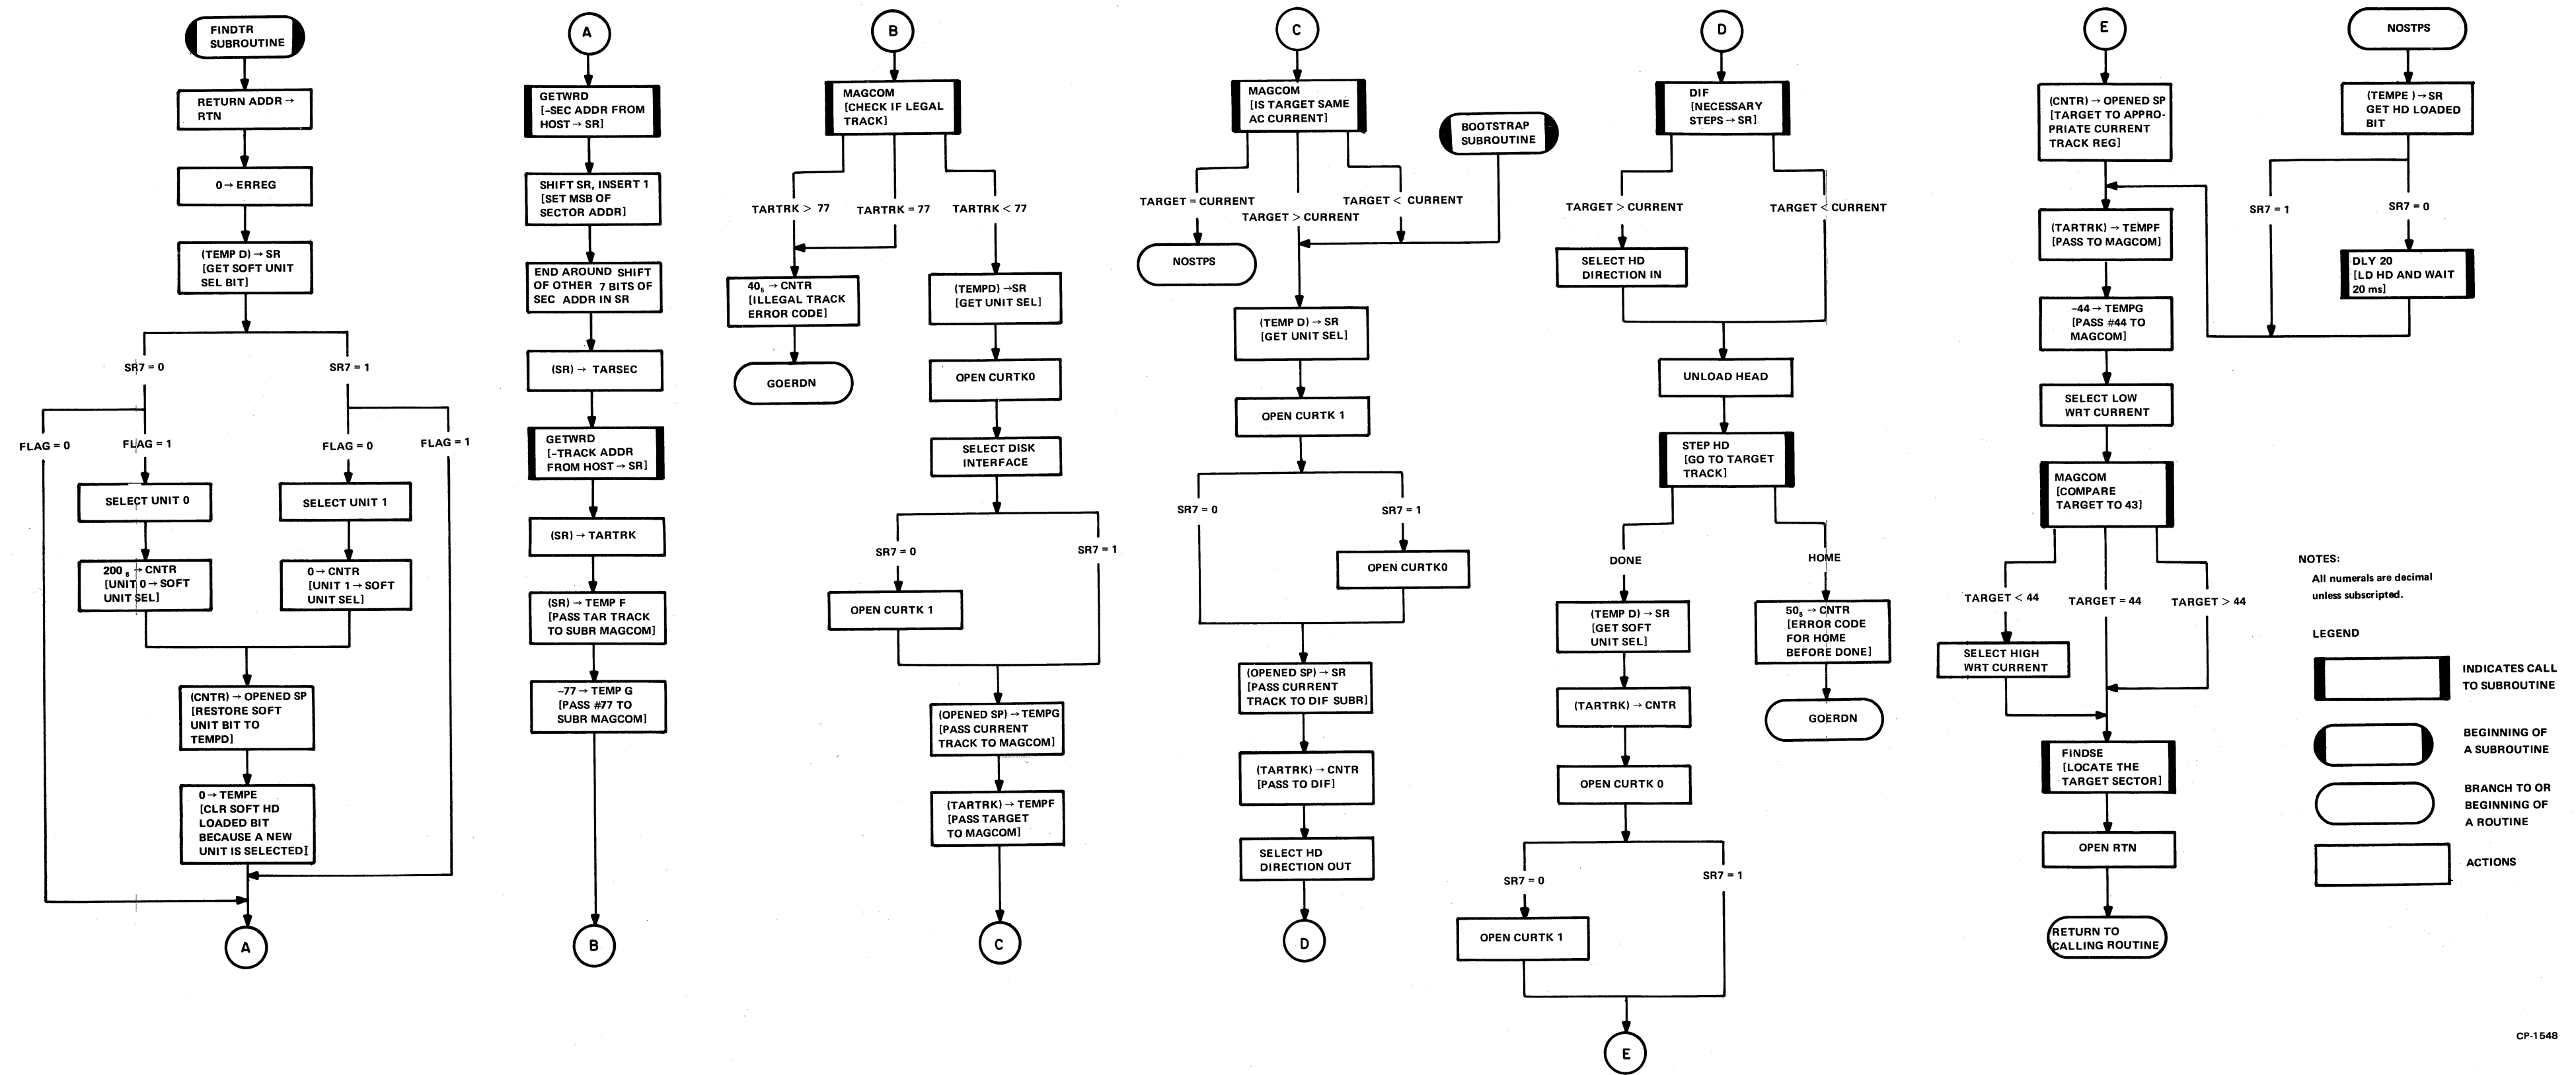 FINDTR
SUBROUTINE
RETURN ADDR →
RTN
0 → ERREG
(TEMP D) → SR
[GET SOFT UNIT
SEL BIT]
SR7 = 0
SR7 = 1
FLAG = 0
FLAG = 1
FLAG = 0
FLAG = 1
SELECT UNIT 0
SELECT UNIT 1
200₈ → CNTR
[UNIT 0 → SOFT
UNIT SEL]
0 → CNTR
[UNIT 1 → SOFT
UNIT SEL]
(CNTR) → OPENED SP
[RESTORE SOFT
UNIT BIT TO
TEMPD]
0 → TEMPE
[CLR SOFT HD
LOADED BIT
BECAUSE A NEW
UNIT IS SELECTED]
A
A
GETWRD
[-SEC ADDR FROM
HOST → SR]
SHIFT SR, INSERT 1
[SET MSB OF
SECTOR ADDR]
END AROUND SHIFT
OF OTHER 7 BITS OF
SEC ADDR IN SR
(SR) → TARSEC
GETWRD
[-TRACK ADDR
FROM HOST → SR]
(SR) → TARTRK
(SR) → TEMP F
[PASS TAR TRACK
TO SUBR MAGCOM]
-77 → TEMP G
[PASS #77 TO
SUBR MAGCOM]
B
B
MAGCOM
[CHECK IF LEGAL
TRACK]
TARTRK > 77
TARTRK = 77
TARTRK < 77
40₈ → CNTR
[ILLEGAL TRACK
ERROR CODE]
GOERDN
(TEMPD) → SR
[GET UNIT SEL]
OPEN CURTK0
SELECT DISK
INTERFACE
SR7 = 0
SR7 = 1
OPEN CURTK 1
(OPENED SP) → TEMPG
[PASS CURRENT
TRACK TO MAGCOM]
(TARTRK) → TEMPF
[PASS TARGET
TO MAGCOM]
C
C
MAGCOM
[IS TARGET SAME
AC CURRENT]
BOOTSTRAP
SUBROUTINE
TARGET = CURRENT
TARGET > CURRENT
TARGET < CURRENT
NOSTPS
(TEMP D) → SR
[GET UNIT SEL]
OPEN CURTK 1
SR7 = 0
SR7 = 1
OPEN CURTK0
(OPENED SP) → SR
[PASS CURRENT
TRACK TO DIF SUBR]
(TARTRK) → CNTR
[PASS TO DIF]
SELECT HD
DIRECTION OUT
D
D
DIF
[NECESSARY
STEPS → SR]
TARGET > CURRENT
TARGET < CURRENT
SELECT HD
DIRECTION IN
UNLOAD HEAD
STEP HD
[GO TO TARGET
TRACK]
DONE
HOME
(TEMP D) → SR
[GET SOFT
UNIT SEL]
50₈ → CNTR
[ERROR CODE
FOR HOME
BEFORE DONE]
(TARTRK) → CNTR
GOERDN
OPEN CURTK 0
SR7 = 0
SR7 = 1
OPEN CURTK 1
E
E
(CNTR) → OPENED SP
[TARGET TO APPRO-
PRIATE CURRENT
TRACK REG]
(TARTRK) → TEMPF
[PASS TO MAGCOM]
-44 → TEMPG
[PASS #44 TO
MAGCOM]
SELECT LOW
WRT CURRENT
MAGCOM
[COMPARE
TARGET TO 43]
TARGET < 44
TARGET = 44
TARGET > 44
SELECT HIGH
WRT CURRENT
FINDSE
[LOCATE THE
TARGET SECTOR]
OPEN RTN
RETURN TO
CALLING ROUTINE
NOSTPS
(TEMPE ) → SR
GET HD LOADED
BIT
SR7 = 1
SR7 = 0
DLY 20
[LD HD AND WAIT
20 ms]
NOTES:
All numerals are decimal
unless subscripted.
LEGEND
INDICATES CALL
TO SUBROUTINE
BEGINNING OF
A SUBROUTINE
BRANCH TO OR
BEGINNING OF
A ROUTINE
ACTIONS
CP-1548